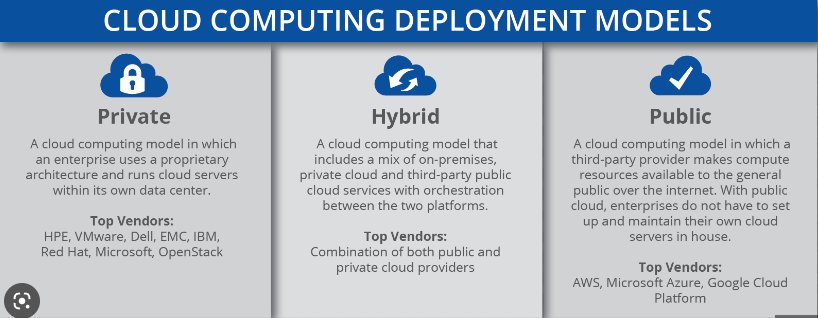 CLOUD COMPUTING DEPLOYMENT MODELS
Private
A cloud computing model in which
an enterprise uses a proprietary
architecture and runs cloud servers
within its own data center.
Top Vendors:
HPE, VMware, Dell, EMC, IBM,
Red Hat, Microsoft, OpenStack
Hybrid
A cloud computing model that
includes a mix of on-premises,
private cloud and third-party public
cloud services with orchestration
between the two platforms.
Top Vendors:
Combination of both public and
private cloud providers
Public
A cloud computing model in which a
third-party provider makes compute
resources available to the general
public over the internet. With public
cloud, enterprises do not have to set
up and maintain their own cloud
servers in house.
Top Vendors:
AWS, Microsoft Azure, Google Cloud
Platform